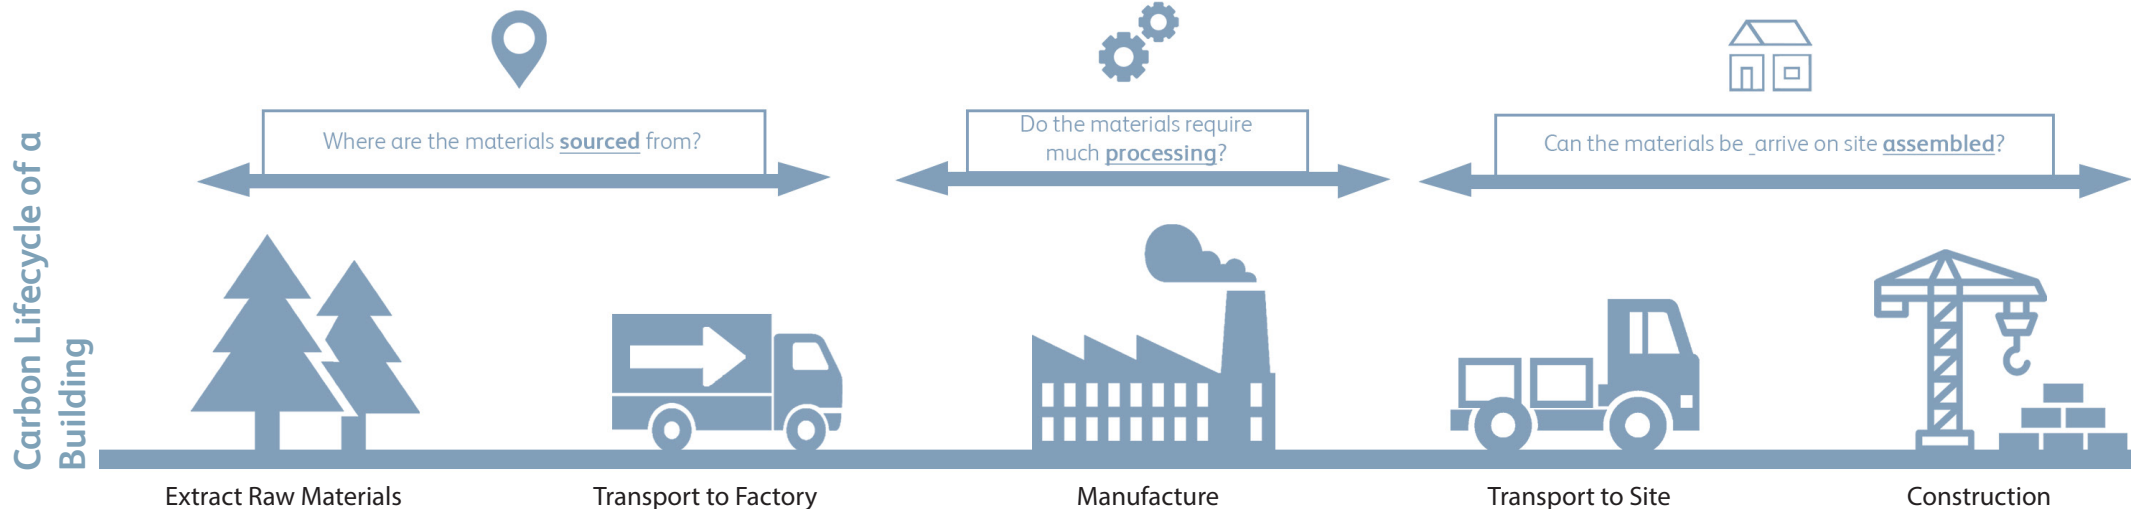 Carbon Lifecycle of a
Building
Where are the materials sourced from?
Do the materials require
much processing?
Can the materials be _arrive on site assembled?
Extract Raw Materials
Transport to Factory
Manufacture
Transport to Site
Construction